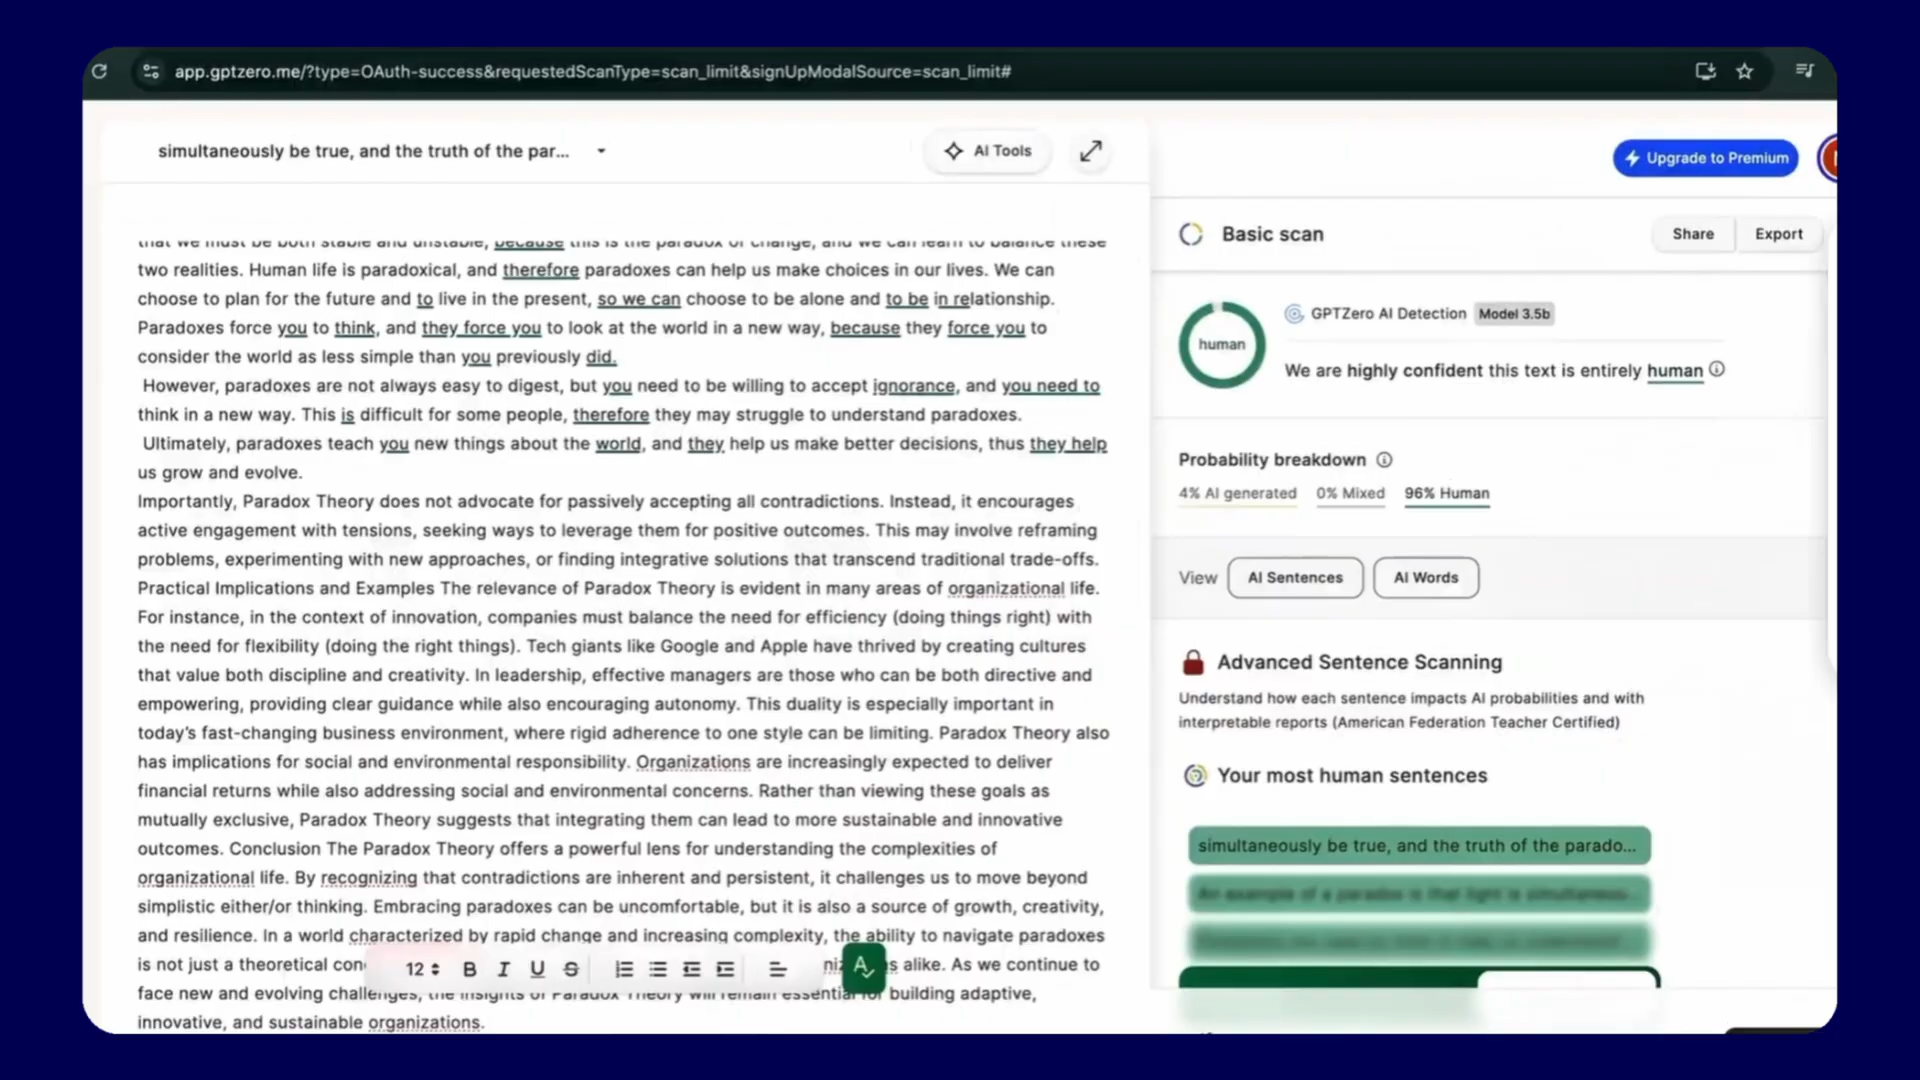 app.gptzero.me/?type=OAuth-success&requestedScanType=scan_limit&signUpModalSource=scan_limit#
simultaneously be true, and the truth of the par...
AI Tools
Upgrade to Premium
that we must be both stable and unstable, because this is the paradox of change, and we can learn to balance these
two realities. Human life is paradoxical, and therefore paradoxes can help us make choices in our lives. We can
choose to plan for the future and to live in the present, so we can choose to be alone and to be in relationship.
Paradoxes force you to think, and they force you to look at the world in a new way, because they force you to
consider the world as less simple than you previously did.
However, paradoxes are not always easy to digest, but you need to be willing to accept ignorance, and you need to
think in a new way. This is difficult for some people, therefore they may struggle to understand paradoxes.
Ultimately, paradoxes teach you new things about the world, and they help us make better decisions, thus they help
us grow and evolve.
Importantly, Paradox Theory does not advocate for passively accepting all contradictions. Instead, it encourages
active engagement with tensions, seeking ways to leverage them for positive outcomes. This may involve reframing
problems, experimenting with new approaches, or finding integrative solutions that transcend traditional trade-offs.
Practical Implications and Examples The relevance of Paradox Theory is evident in many areas of organizational life.
For instance, in the context of innovation, companies must balance the need for efficiency (doing things right) with
the need for flexibility (doing the right things). Tech giants like Google and Apple have thrived by creating cultures
that value both discipline and creativity. In leadership, effective managers are those who can be both directive and
empowering, providing clear guidance while also encouraging autonomy. This duality is especially important in
today's fast-changing business environment, where rigid adherence to one style can be limiting. Paradox Theory also
has implications for social and environmental responsibility. Organizations are increasingly expected to deliver
financial returns while also addressing social and environmental concerns. Rather than viewing these goals as
mutually exclusive, Paradox Theory suggests that integrating them can lead to more sustainable and innovative
outcomes. Conclusion The Paradox Theory offers a powerful lens for understanding the complexities of
organizational life. By recognizing that contradictions are inherent and persistent, it challenges us to move beyond
simplistic either/or thinking. Embracing paradoxes can be uncomfortable, but it is also a source of growth, creativity,
and resilience. In a world characterized by rapid change and increasing complexity, the ability to navigate paradoxes
is not just a theoretical alike. As we continue to
face new and evolving challenges, the insights of Paradox Theory will remain essential for building adaptive,
innovative, and sustainable organizations.
12 B I U S
Basic scan
Share
Export
human
GPTZero AI Detection Model 3.5b
We are highly confident this text is entirely human
Probability breakdown
4% AI generated 0% Mixed 96% Human
View AI Sentences AI Words
Advanced Sentence Scanning
Understand how each sentence impacts AI probabilities and with
interpretable reports (American Federation Teacher Certified)
Your most human sentences
simultaneously be true, and the truth of the parado...